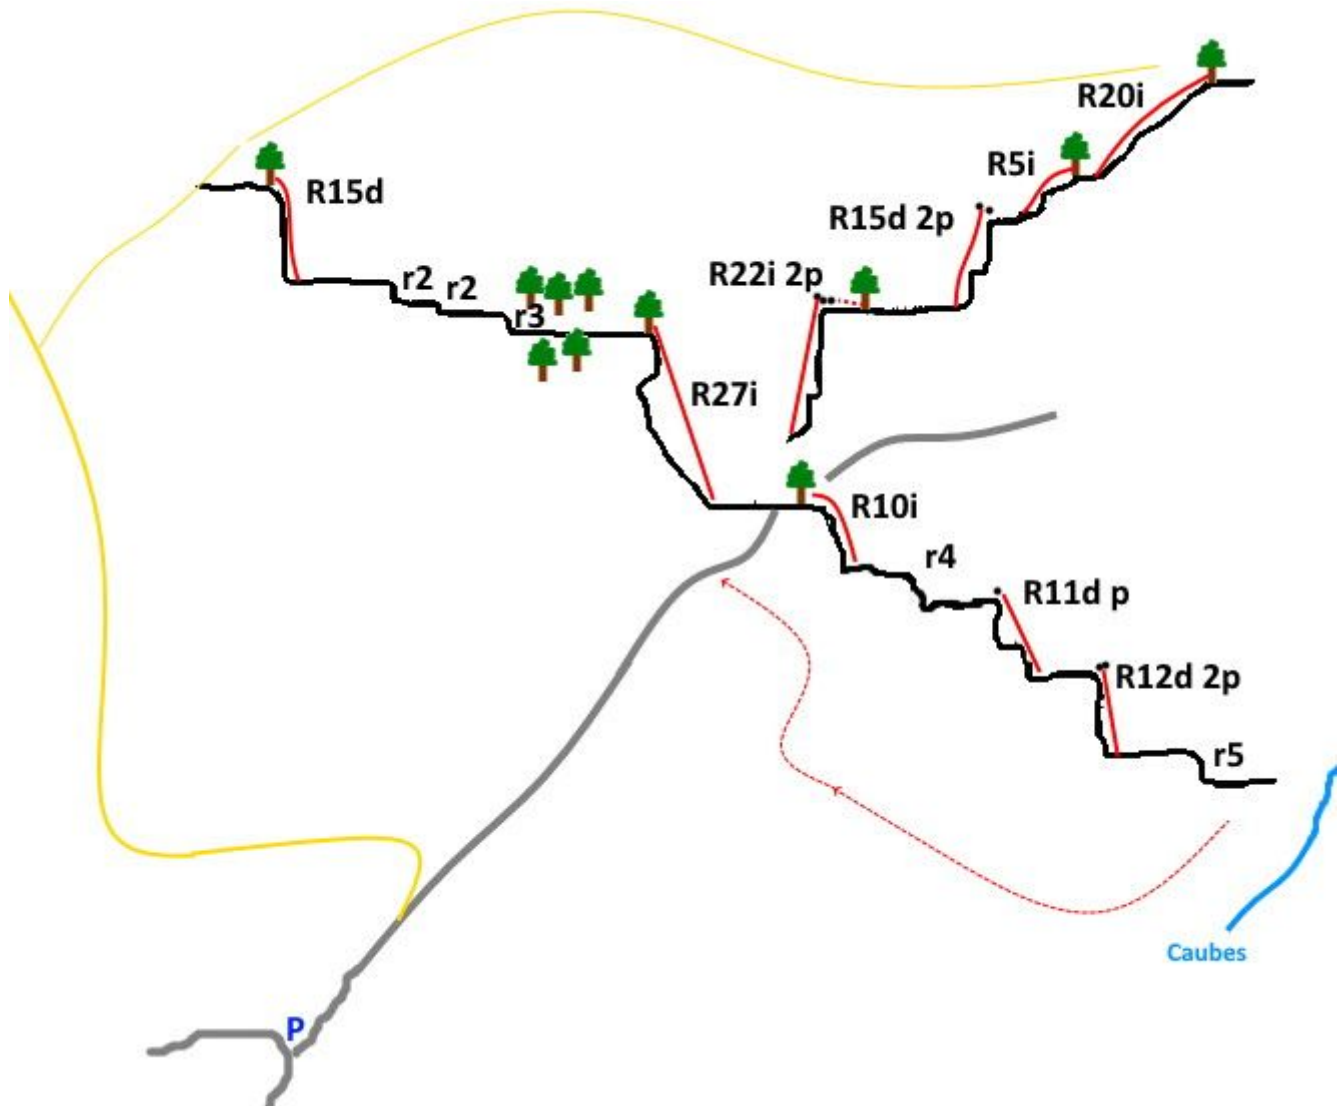 R20i
R5i
R15d
R15d 2p
r2
r2
R22i 2p
r3
R27i
R10i
r4
R11d p
R12d 2p
r5
Caubes
P